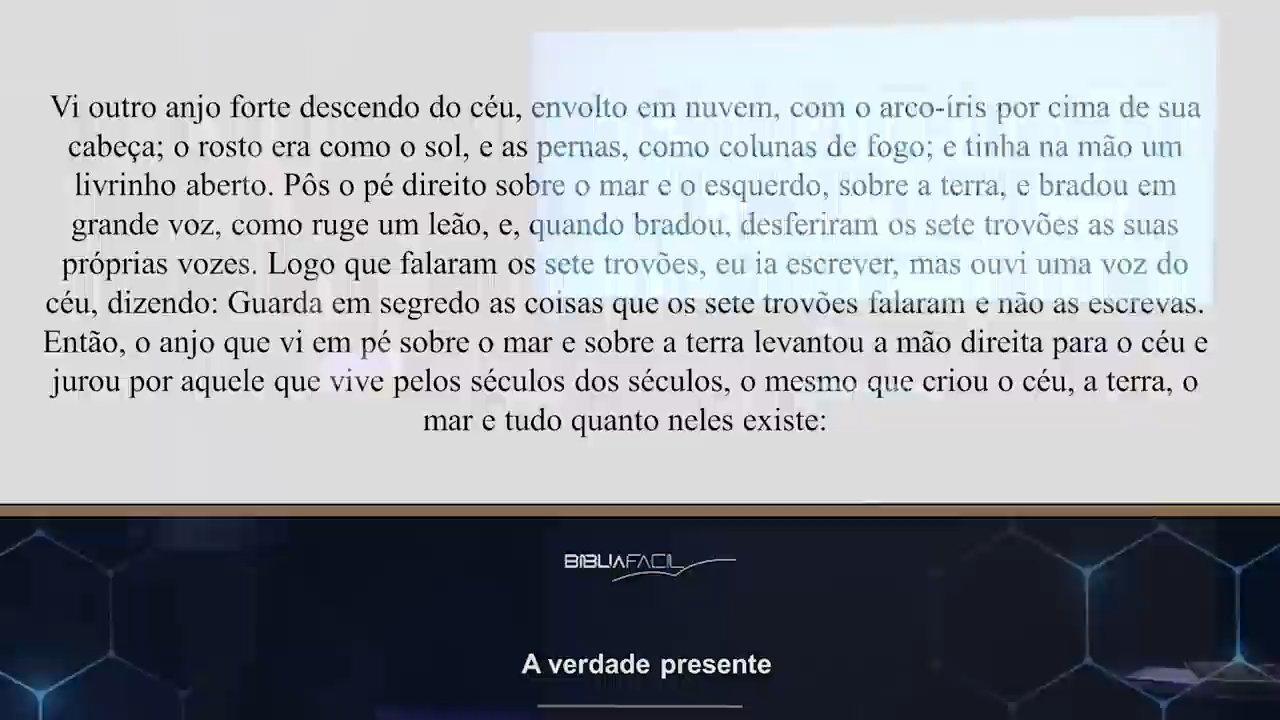 Vi outro anjo forte descendo do céu, envolto em nuvem, com o arco-íris por cima de sua
cabeça; o rosto era como o sol, e as pernas, como colunas de fogo; e tinha na mão um
livrinho aberto. Pôs o pé direito sobre o mar e o esquerdo, sobre a terra, e bradou em
grande voz, como ruge um leão, e, quando bradou, desferiram os sete trovões as suas
próprias vozes. Logo que falaram os sete trovões, eu ia escrever, mas ouvi uma voz do
céu, dizendo: Guarda em segredo as coisas que os sete trovões falaram e não as escrevas.
Então, o anjo que vi em pé sobre o mar e sobre a terra levantou a mão direita para o céu e
jurou por aquele que vive pelos séculos dos séculos, o mesmo que criou o céu, a terra, o
mar e tudo quanto neles existe:
BIBLIAFACIL
A verdade presente